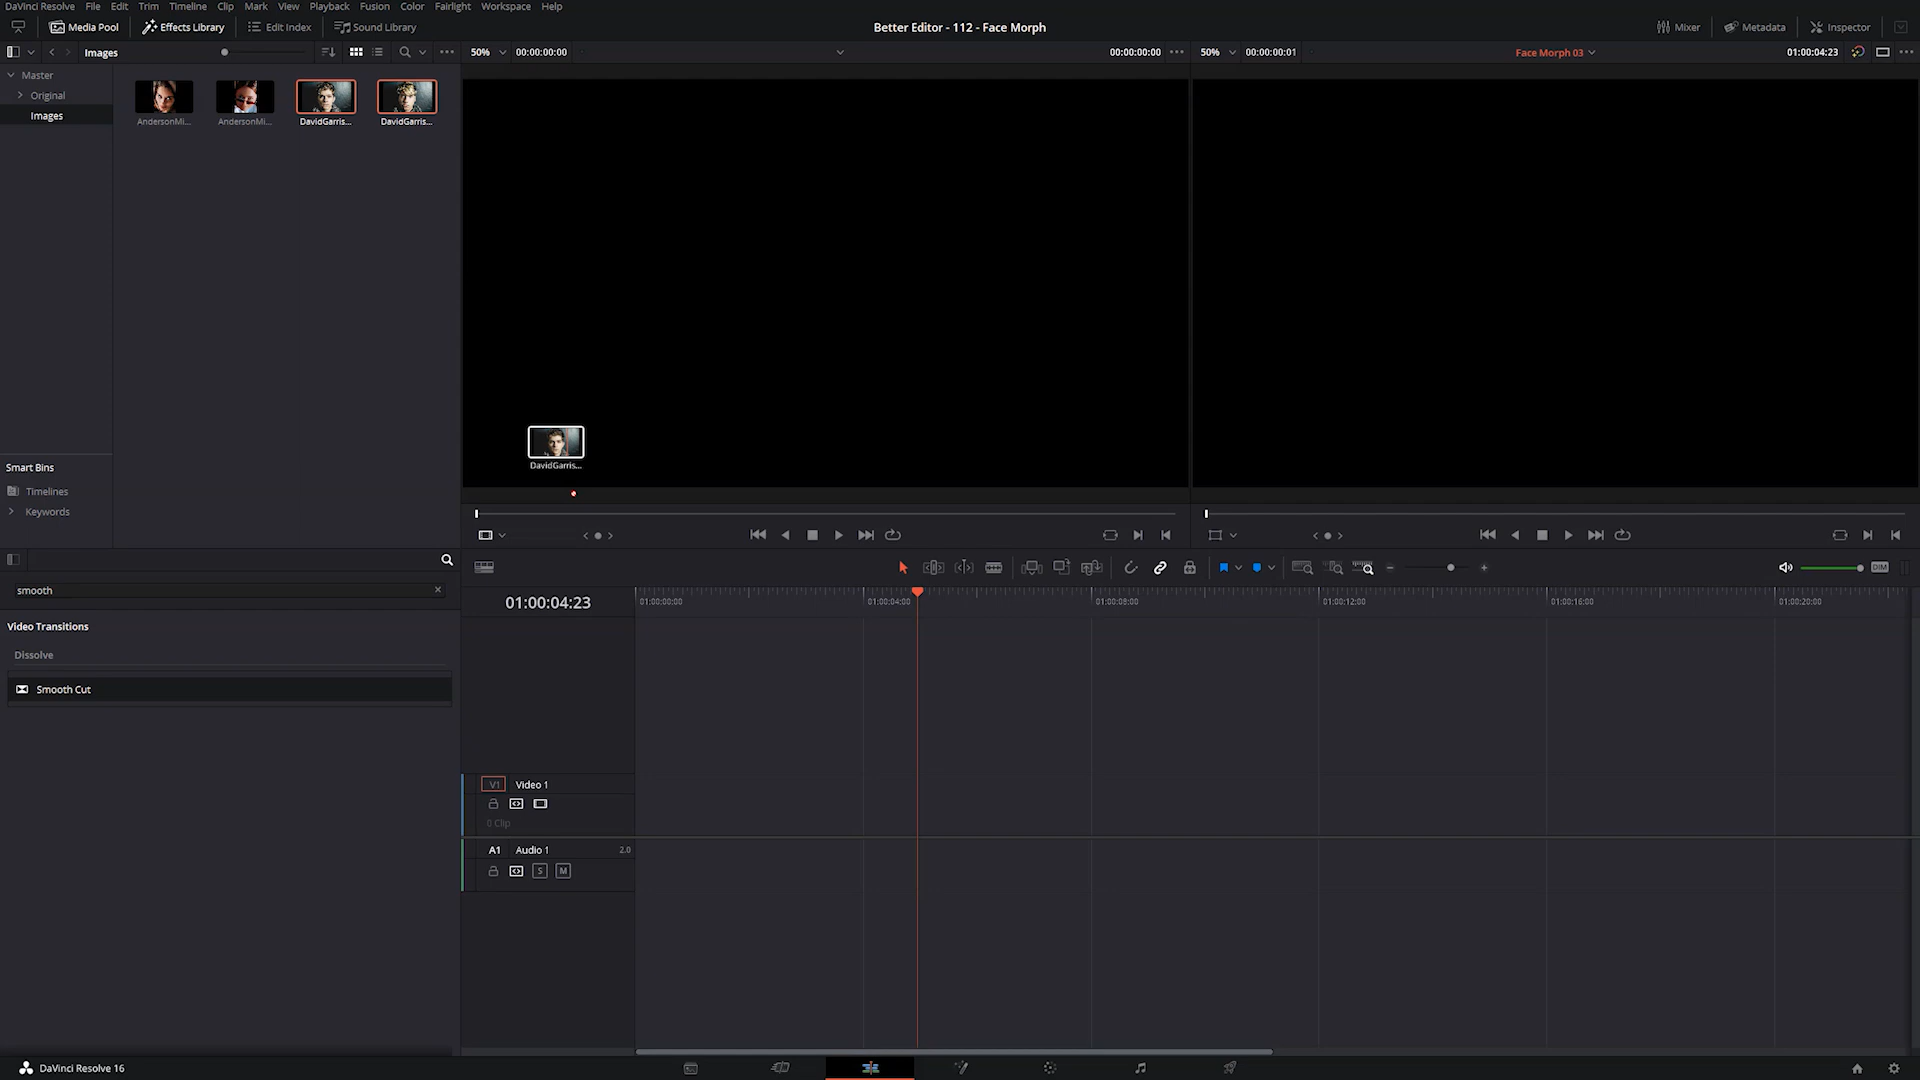 DaVinci Resolve File Edit Trim Timeline Clip Mark View Playback Fusion Color Fairlight Workspace Help
Media Pool Effects Library Edit Index Sound Library Better Editor - 112 - Face Morph Mixer Metadata Inspector
Images 50% 00:00:00:00 00:00:00:00 50% 00:00:00:01 Face Morph 03 01:00:04:23
Master
Original
Images
AndersonMi... AndersonMi... DavidGarris... DavidGarris...
DavidGarris...
Smart Bins
Timelines
Keywords
smooth
Video Transitions
Dissolve
Smooth Cut
DIM
01:00:04:23 01:00:00:00 01:00:04:00 01:00:08:00 01:00:12:00 01:00:16:00 01:00:20:00
V1 Video 1
0 Clip
A1 Audio 1 2.0
S M
DaVinci Resolve 16